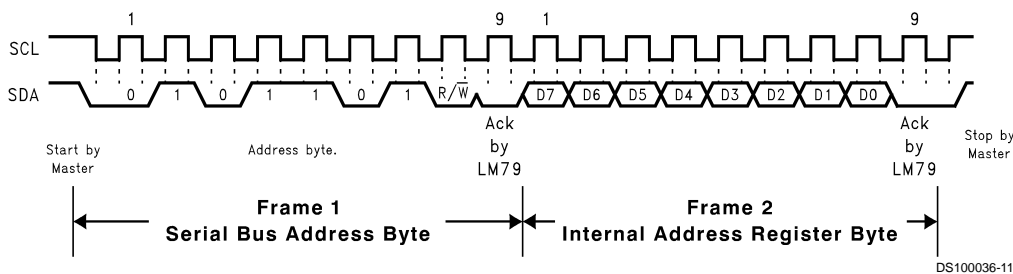 1 9 1 9
SCL
SDA
0 1 0 1 1 0 1 R/W D7 D6 D5 D4 D3 D2 D1 D0
Start by
Master
Address byte.
Ack
by
LM79
Ack
by
LM79
Stop by
Master
Frame 1
Serial Bus Address Byte
Frame 2
Internal Address Register Byte
DS100036-11